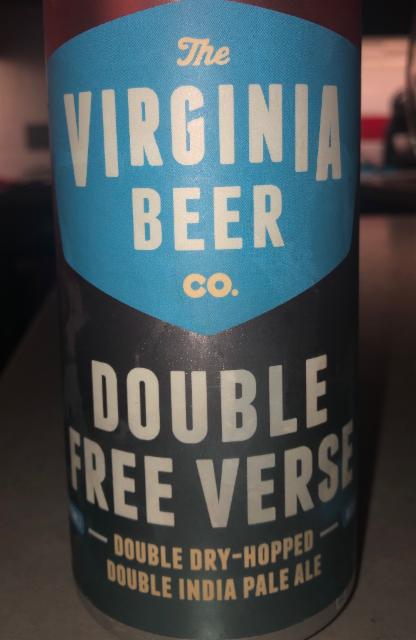 The
VIRGINIA
BEER
CO.
DOUBLE
FREE VERSE
DOUBLE DRY-HOPPED
DOUBLE INDIA PALE ALE